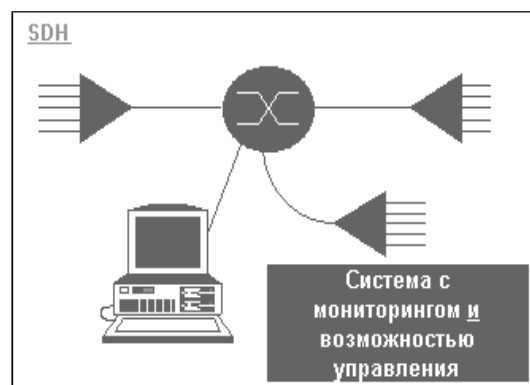 SDH
Система с
мониторингом и
возможностью
управления